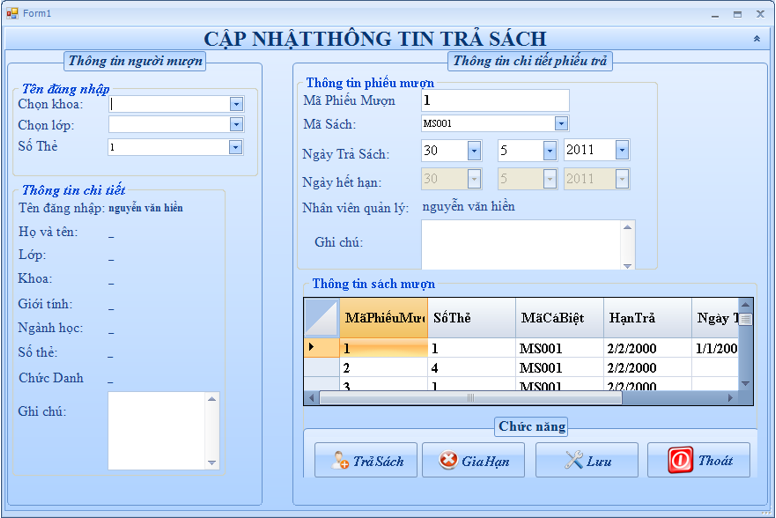 Form1
CẬP NHẬTTHÔNG TIN TRẢ SÁCH
Thông tin người mượn
Tên đăng nhập
Chọn khoa:
Chọn lớp:
Số Thẻ 1
Thông tin chi tiết
Tên đăng nhập: nguyễn văn hiền
Họ và tên: _
Lớp: _
Khoa: _
Giới tính: _
Ngành học: _
Số thẻ: _
Chức Danh _
Ghi chú:
Thông tin chi tiết phiếu trả
Thông tin phiếu mượn
Mã Phiếu Mượn 1
Mã Sách: MS001
Ngày Trả Sách: 30 5 2011
Ngày hết hạn: 30 5 2011
Nhân viên quản lý: nguyễn văn hiền
Ghi chú:
Thông tin sách mượn
MãPhiếuMư SốThẻ MãCáBiệt HạnTrả Ngày T
1 1 MS001 2/2/2000 1/1/200
2 4 MS001 2/2/2000
3 1 MS001 2/2/2000
Chức năng
Trả Sách Gia Hạn Lưu Thoát